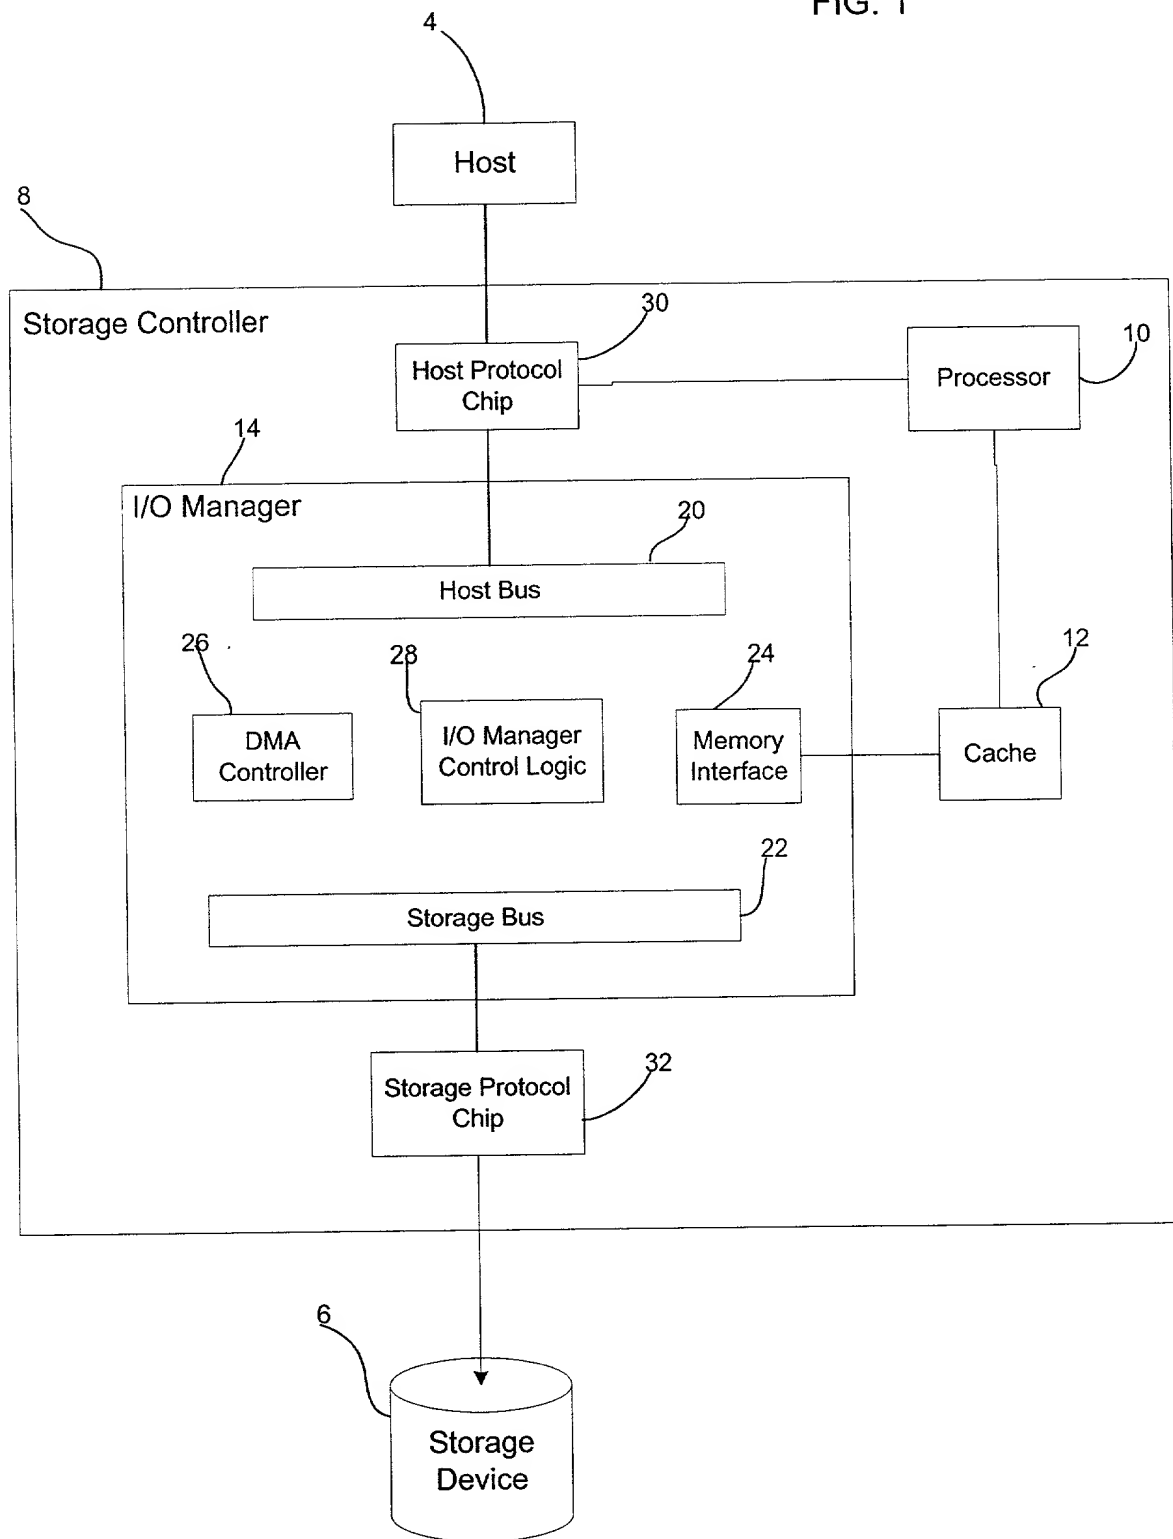 FIG. 1
4
Host
8
Storage Controller
30
Host Protocol
Chip
10
Processor
14
I/O Manager
20
Host Bus
26
28
24
12
DMA
Controller
I/O Manager
Control Logic
Memory
Interface
Cache
22
Storage Bus
32
Storage Protocol
Chip
6
Storage
Device